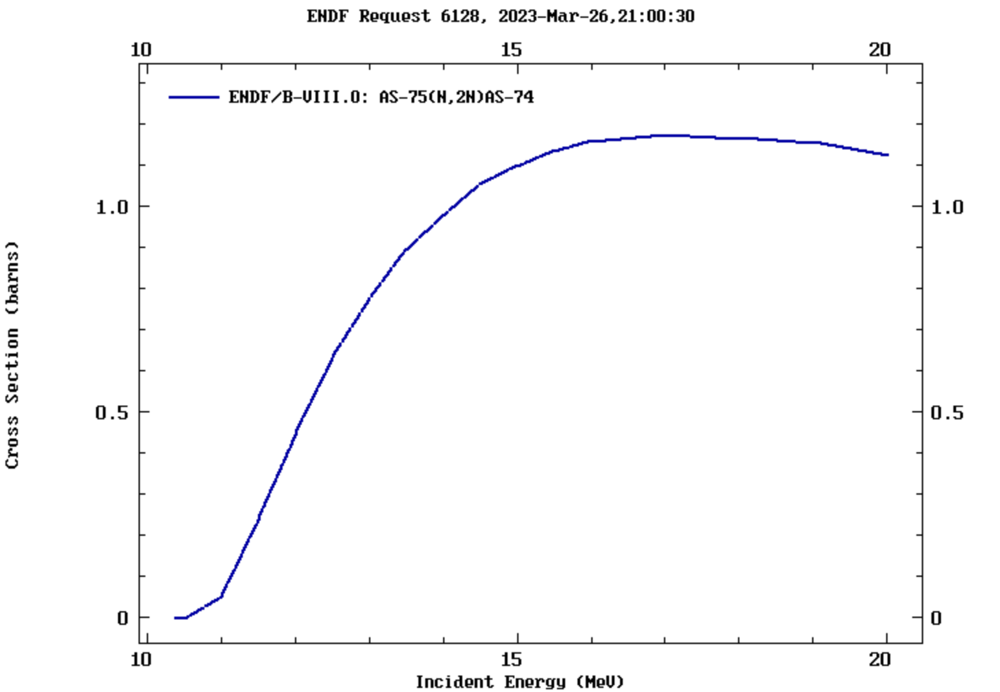 ENDF Request 6128, 2023-Mar-26,21:00:30
10 15 20
ENDF/B-VIII.0: AS-75(N,2N)AS-74
1.0 1.0
Cross Section (barns)
0.5 0.5
0 0
10 15 20
Incident Energy (MeV)